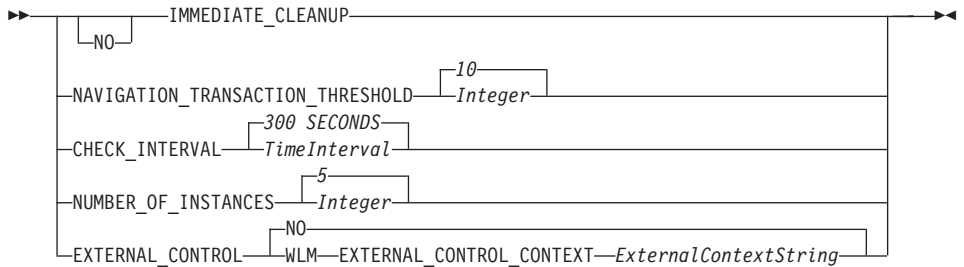 IMMEDIATE_CLEANUP
NO
10
NAVIGATION_TRANSACTION_THRESHOLD Integer
300 SECONDS
CHECK_INTERVAL TimeInterval
5
NUMBER_OF_INSTANCES Integer
NO
EXTERNAL_CONTROL WLM EXTERNAL_CONTROL_CONTEXT ExternalContextString